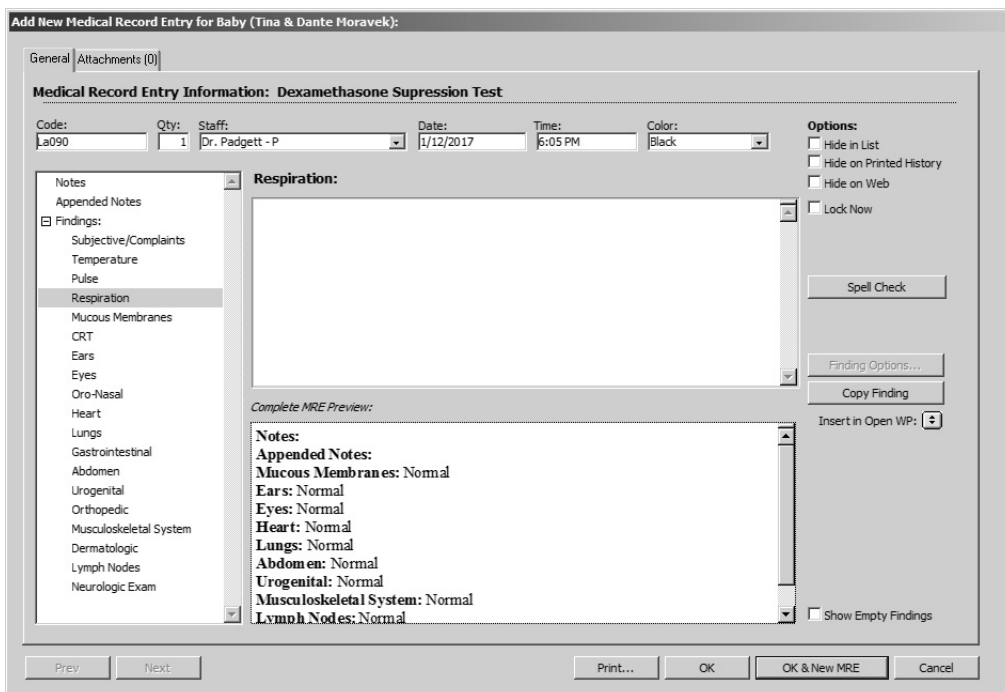 Add New Medical Record Entry for Baby (Tina & Dante Moravek):
General Attachments (0)
Medical Record Entry Information: Dexamethasone Supression Test
Code: Qty: Staff: Date: Time: Color: Options:
La090 1 Dr. Padgett - P 1/12/2017 6:05 PM Black
Hide in List
Hide on Printed History
Hide on Web
Lock Now
Notes
Appended Notes
Findings:
Subjective/Complaints
Temperature
Pulse
Respiration
Mucous Membranes
CRT
Ears
Eyes
Oro-Nasal
Heart
Lungs
Gastrointestinal
Abdomen
Urogenital
Orthopedic
Musculoskeletal System
Dermatologic
Lymph Nodes
Neurologic Exam
Respiration:
Spell Check
Finding Options...
Copy Finding
Insert in Open WP:
Complete MRE Preview:
Notes:
Appended Notes:
Mucous Membranes: Normal
Ears: Normal
Eyes: Normal
Heart: Normal
Lungs: Normal
Abdomen: Normal
Urogenital: Normal
Musculoskeletal System: Normal
Lymph Nodes: Normal
Show Empty Findings
Prev Next Print... OK OK & New MRE Cancel